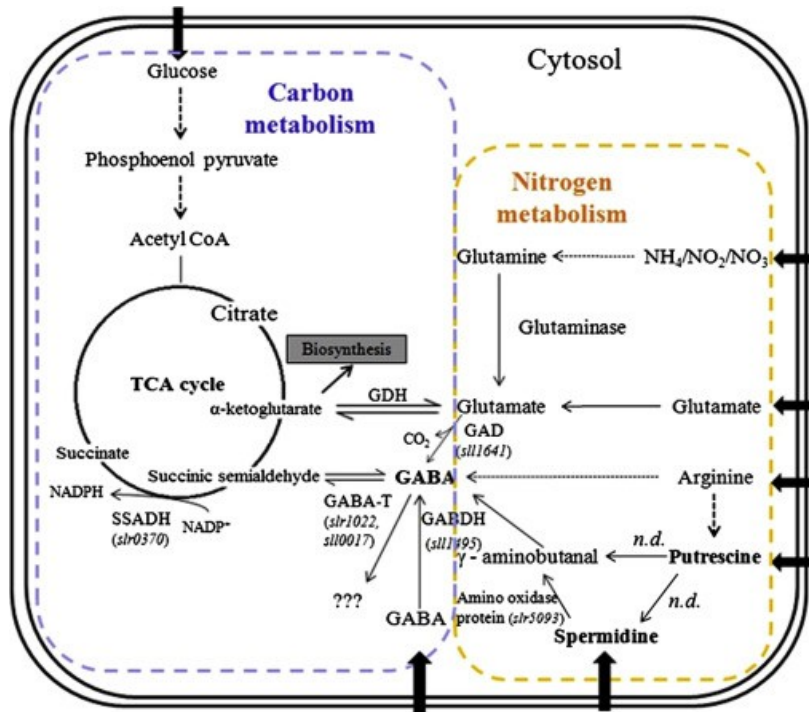 Cytosol
Glucose
Carbon
metabolism
Phosphoenol pyruvate
Acetyl CoA
Citrate
Biosynthesis
TCA cycle
α-ketoglutarate
GDH
Succinate
Succinic semialdehyde
NADPH
NADP⁺
SSADH
(slr0370)
GABA-T
(slr1022,
sll0017)
CO₂
GABA
???
GABA
Nitrogen
metabolism
Glutamine
NH₄/NO₂/NO₃
Glutaminase
Glutamate
Glutamate
GAD
(sll1641)
Arginine
GABDH
(sll1495)
γ - aminobutanal
n.d.
Putrescine
n.d.
Amino oxidase
protein (slr5093)
Spermidine